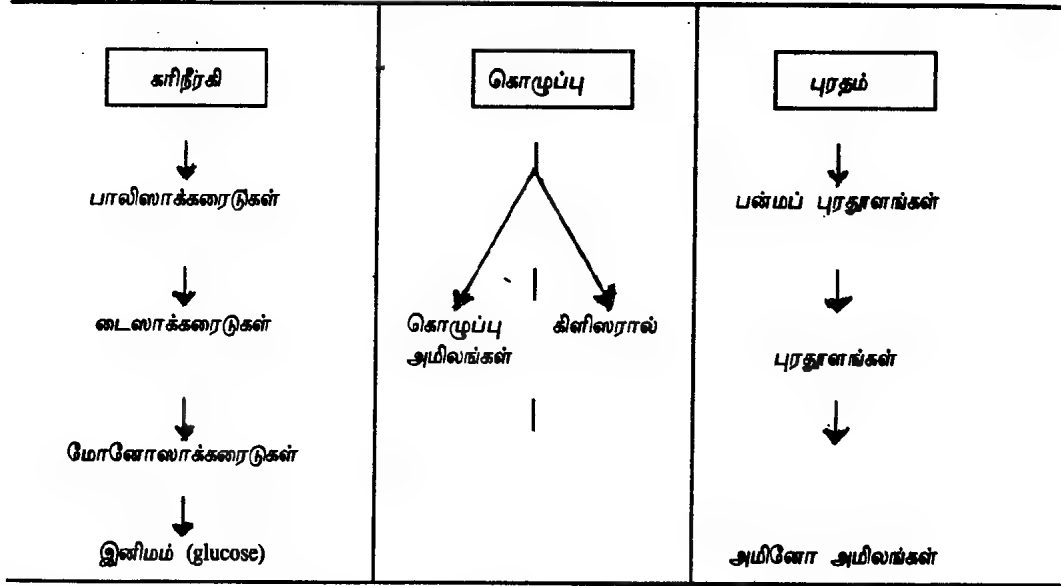 கரிநீர்கி
பாலிஸாக்கரைடுகள்
டைஸாக்கரைடுகள்
மோனோஸாக்கரைடுகள்
இனிமம் (glucose)
கொழுப்பு
கொழுப்பு கிளிஸரால்
அமிலங்கள்
புரதம்
பன்மப் புரதூளங்கள்
புரதூளங்கள்
அமினோ அமிலங்கள்